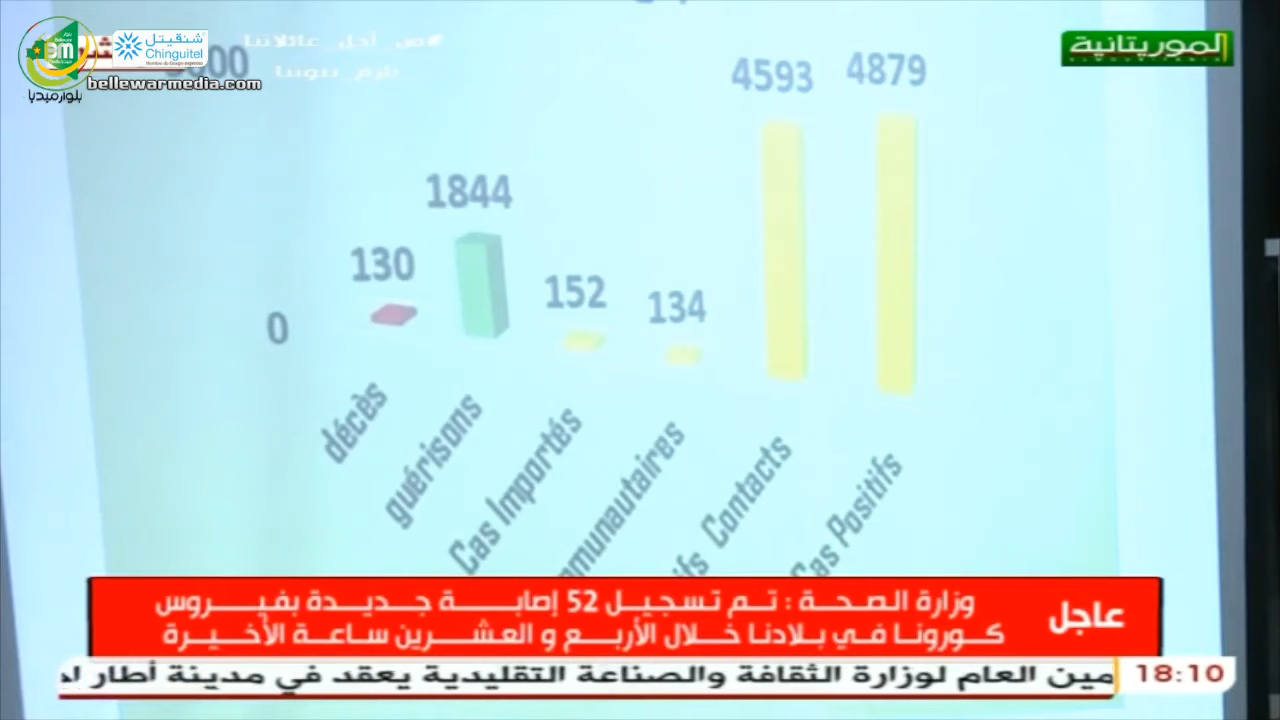 شنقيتل
Chinguitel
bellewarmedia.com
بلوارميديا
الموريتانية
4593
4879
1844
130
152
134
0
décès
guérisons
Cas Importés
Contacts
Cas Positifs
عاجل
وزارة الصحة : تم تسجيل 52 إصابة جديدة بفيروس
كورونا في بلادنا خلال الأربع و العشرين ساعة الأخيرة
18:10
العام لوزارة الثقافة والصناعة التقليدية يعقد في مدينة أطار